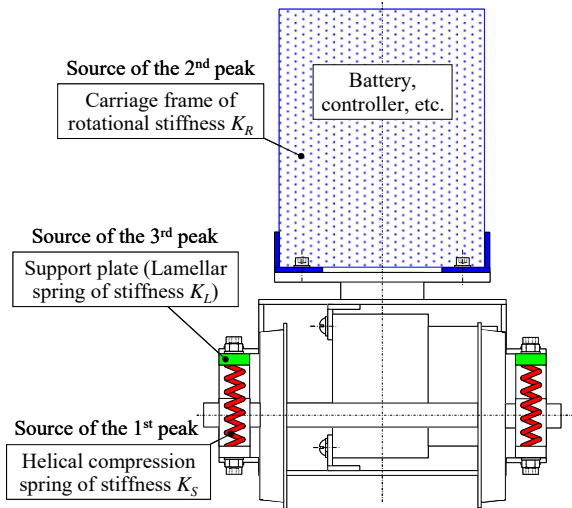 Source of the 2nd peak
Carriage frame of
rotational stiffness KR
Battery,
controller, etc.
Source of the 3rd peak
Support plate (Lamellar
spring of stiffness KL)
Source of the 1st peak
Helical compression
spring of stiffness KS